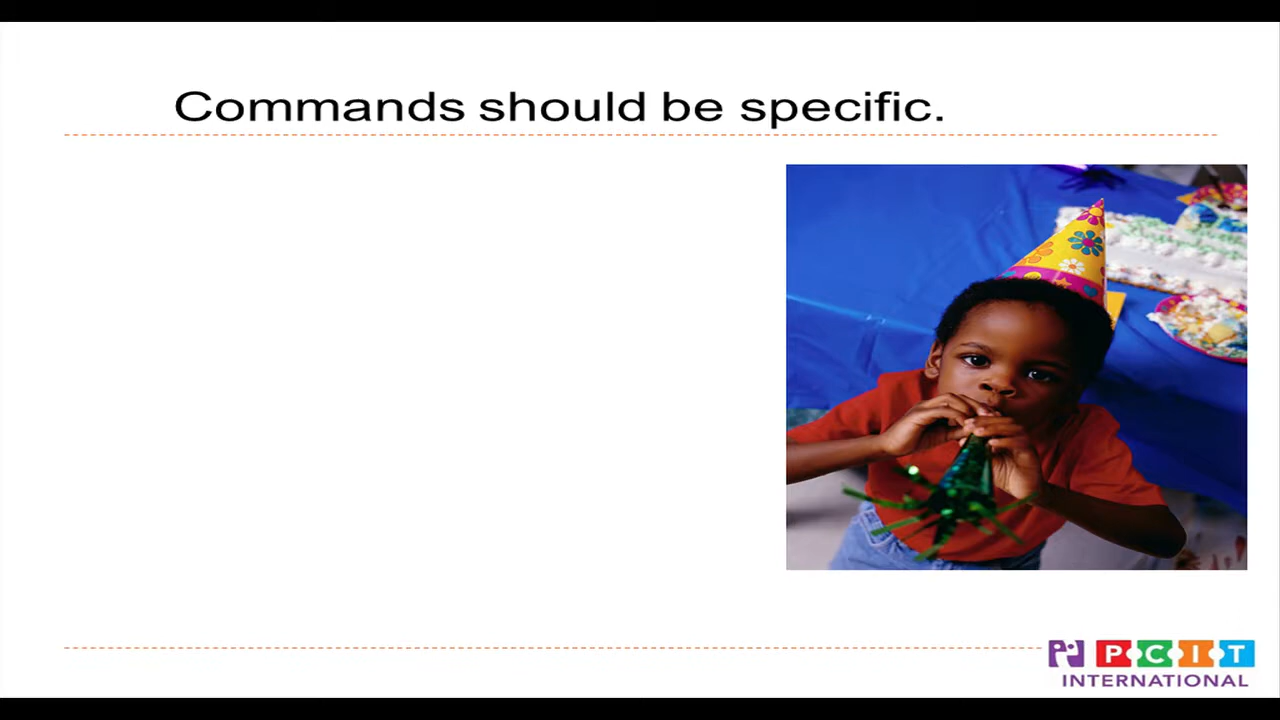 Commands should be specific.
PCIT
INTERNATIONAL